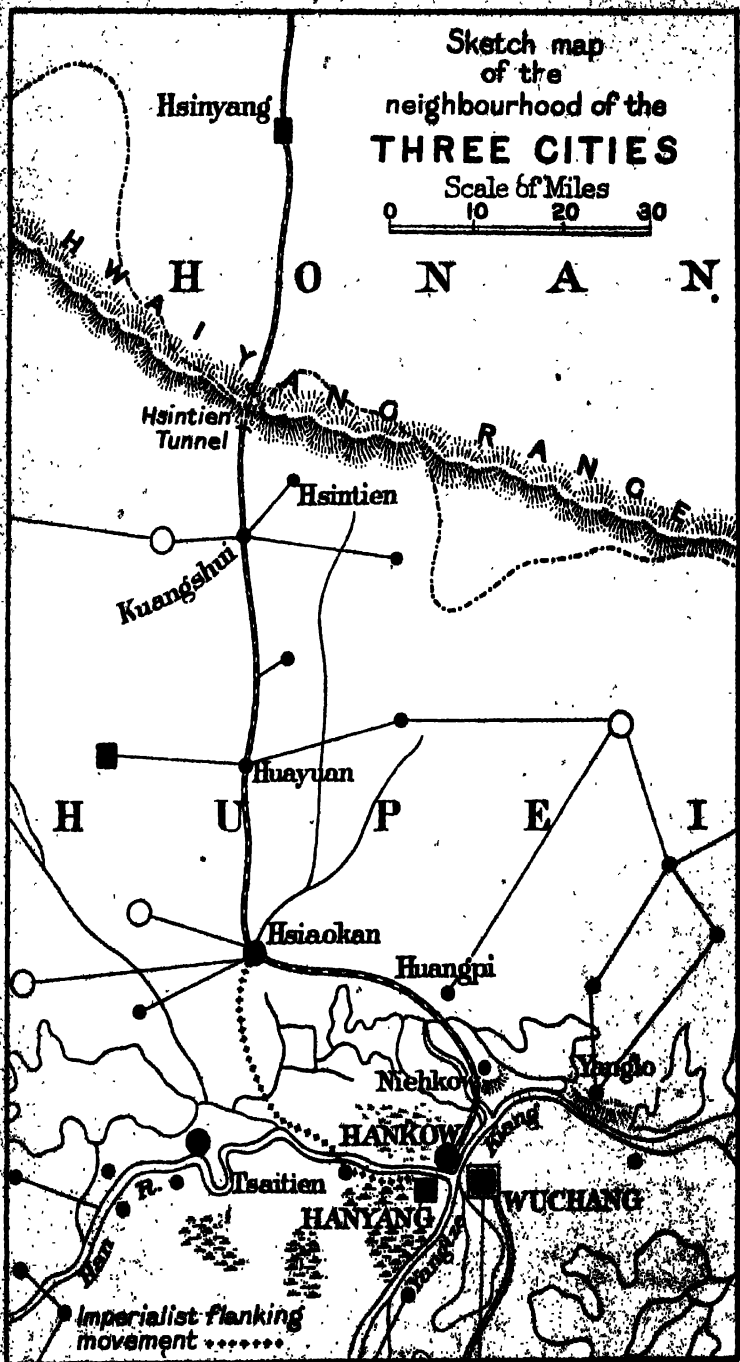 Sketch map
of the
neighbourhood of the
THREE CITIES
Scale of Miles
0 10 20 30
Hsinyang
HONAN.
HWAIYANG RANGE
Hsintien
Tunnel
Hsintien
Kuangshui
Huayuan
HUPEI
Hsiaokan
Huangpi
Niehko
Yanglo
HANKOW
Kiang
Tsaitien
R.
HANYANG
WUCHANG
Han
Yangtze
Imperialist flanking
movement